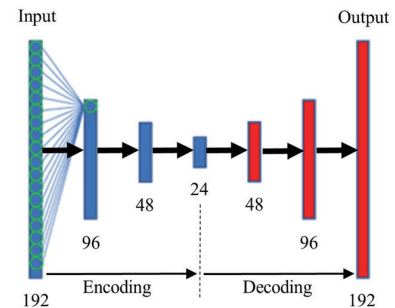 Input
Output
24
48
48
96
96
192
Encoding
Decoding
192